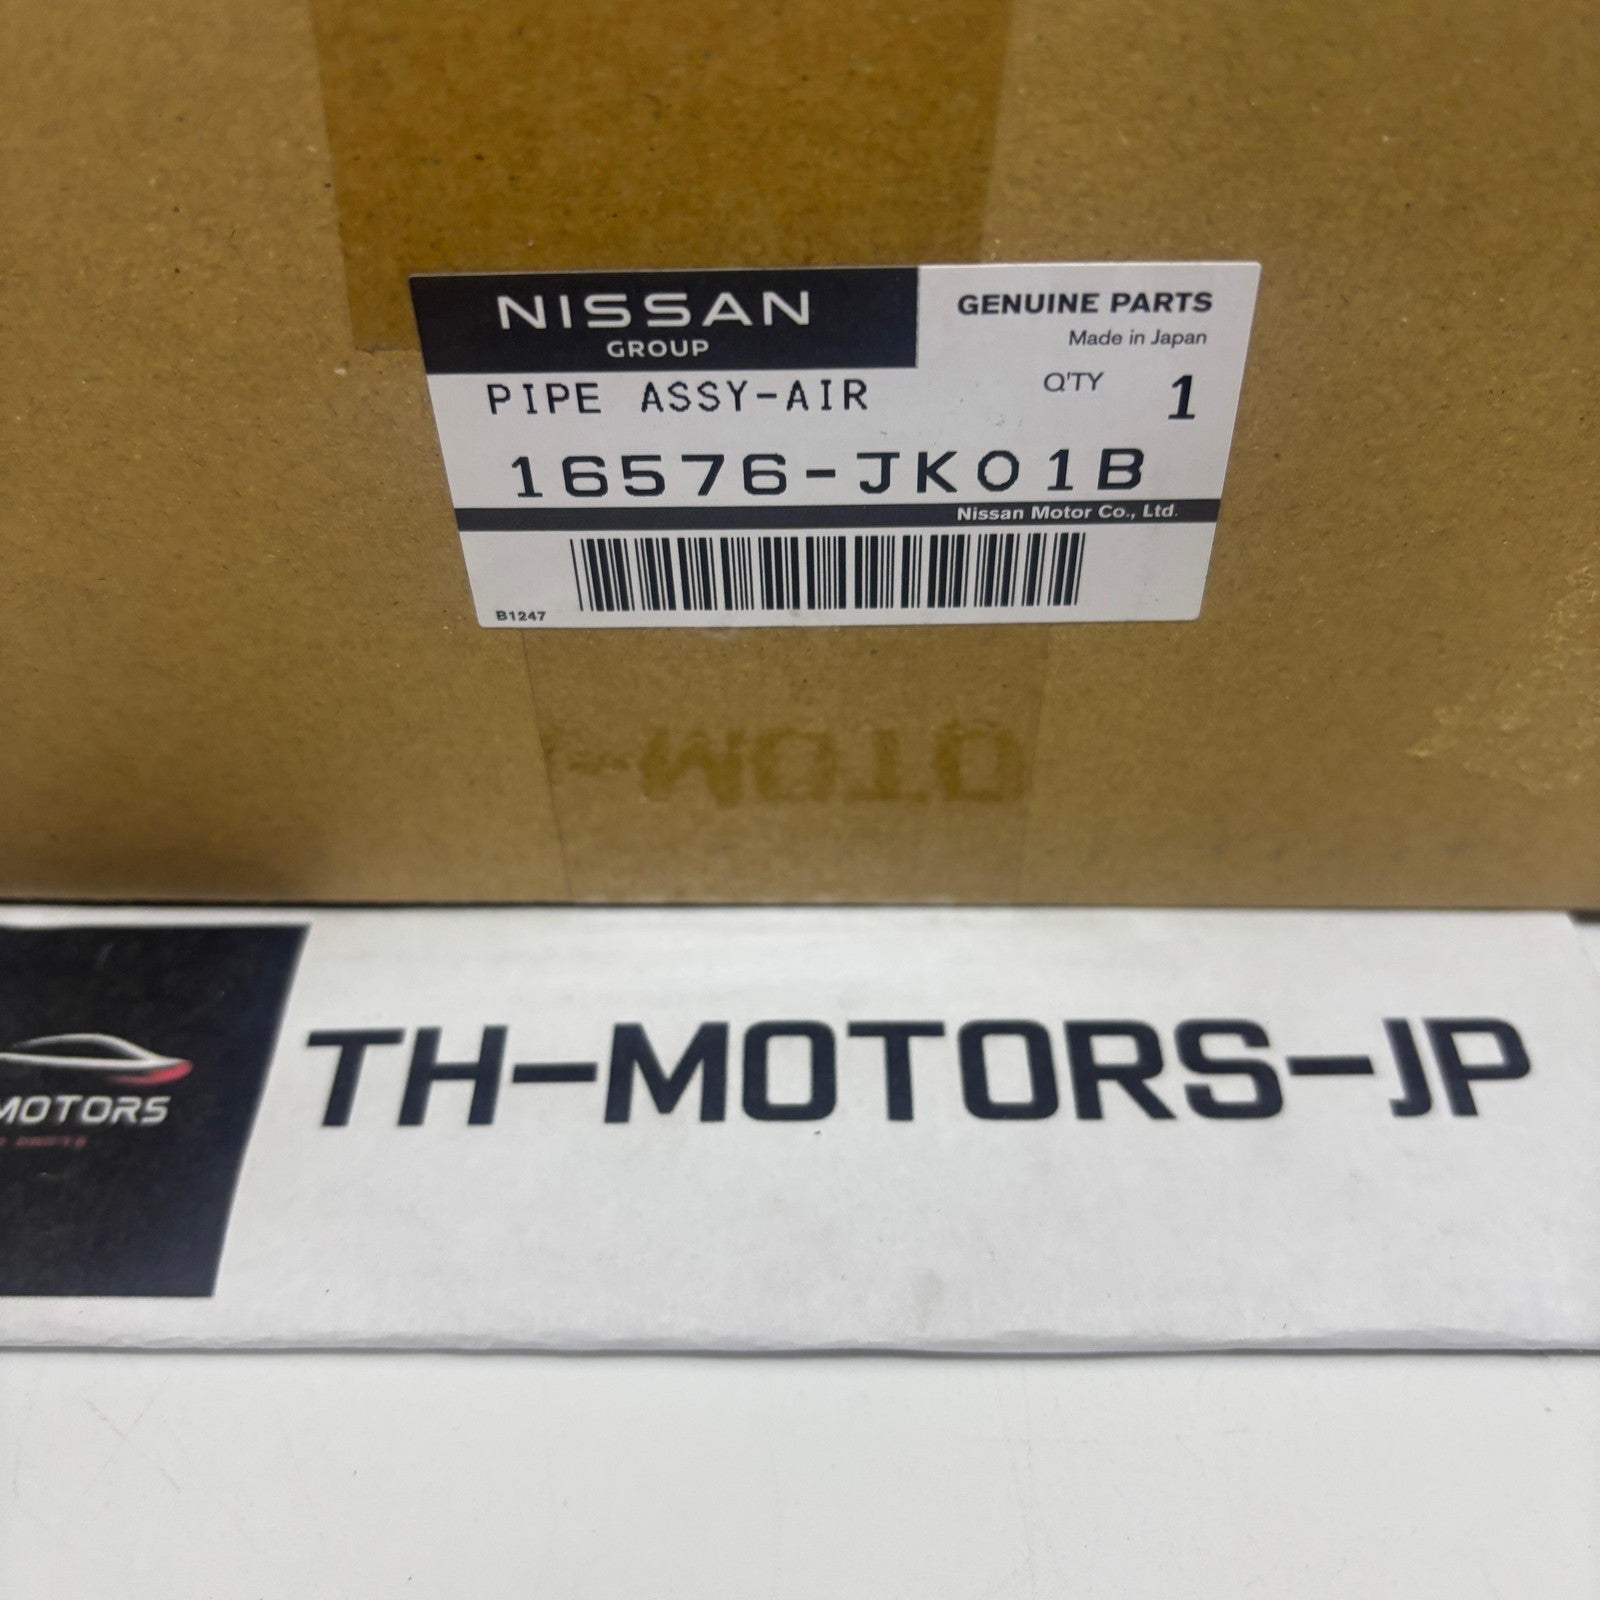 NISSAN
GROUP
GENUINE PARTS
Made in Japan
PIPE ASSY-AIR
Q'TY 1
16576-JK01B
Nissan Motor Co., Ltd.
B1247
TH-MOTORS-JP
MOTORS